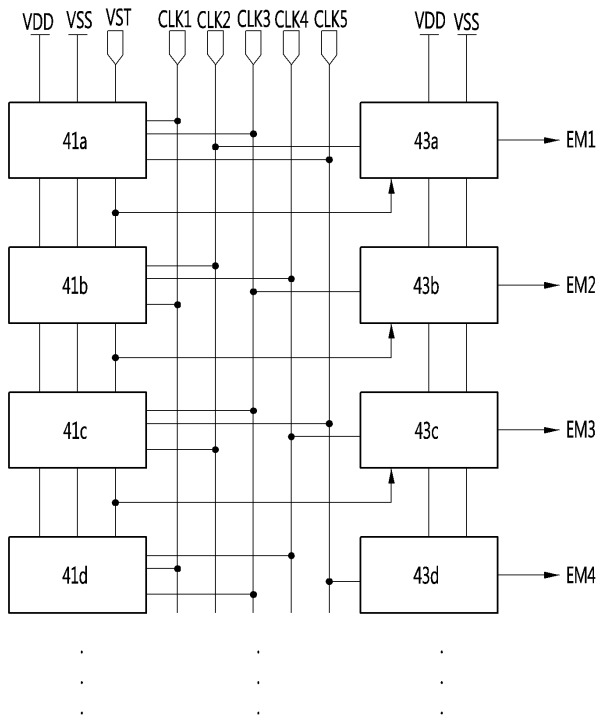 VDD VSS VST CLK1 CLK2 CLK3 CLK4 CLK5 VDD VSS
41a 43a EM1
41b 43b EM2
41c 43c EM3
41d 43d EM4